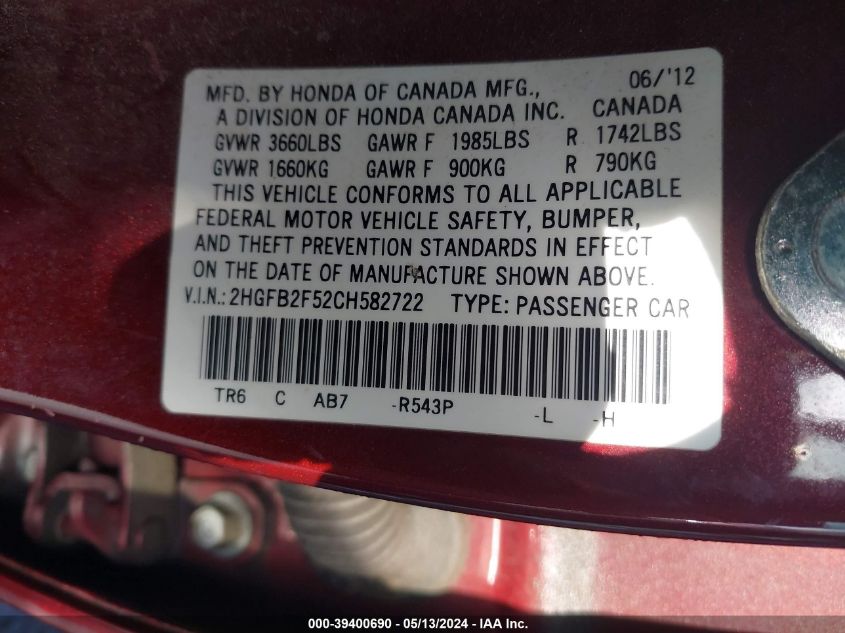 MFD. BY HONDA OF CANADA MFG., 06/'12
A DIVISION OF HONDA CANADA INC. CANADA
GVWR 3660LBS GAWR F 1985LBS R 1742LBS
GVWR 1660KG GAWR F 900KG R 790KG
THIS VEHICLE CONFORMS TO ALL APPLICABLE
FEDERAL MOTOR VEHICLE SAFETY, BUMPER,
AND THEFT PREVENTION STANDARDS IN EFFECT
ON THE DATE OF MANUFACTURE SHOWN ABOVE.
V.I.N.: 2HGFB2F52CH582722 TYPE: PASSENGER CAR
TR6 C AB7 -R543P -L -H
000-39400690 - 05/13/2024 - IAA Inc.